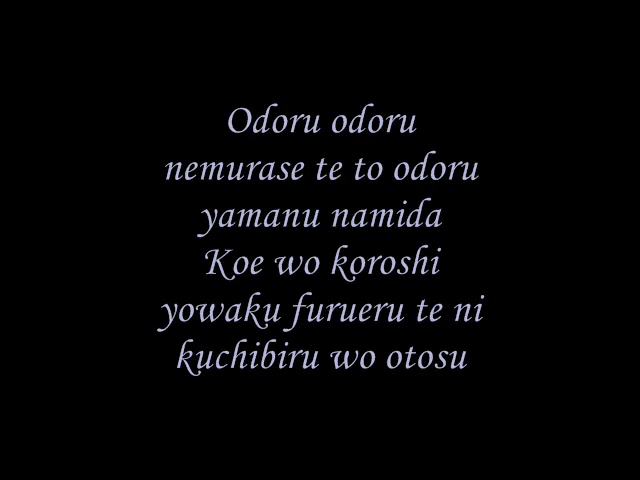 Odoru odoru
nemurase te to odoru
yamanu namida
Koe wo koroshi
yowaku furueru te ni
kuchibiru wo otosu